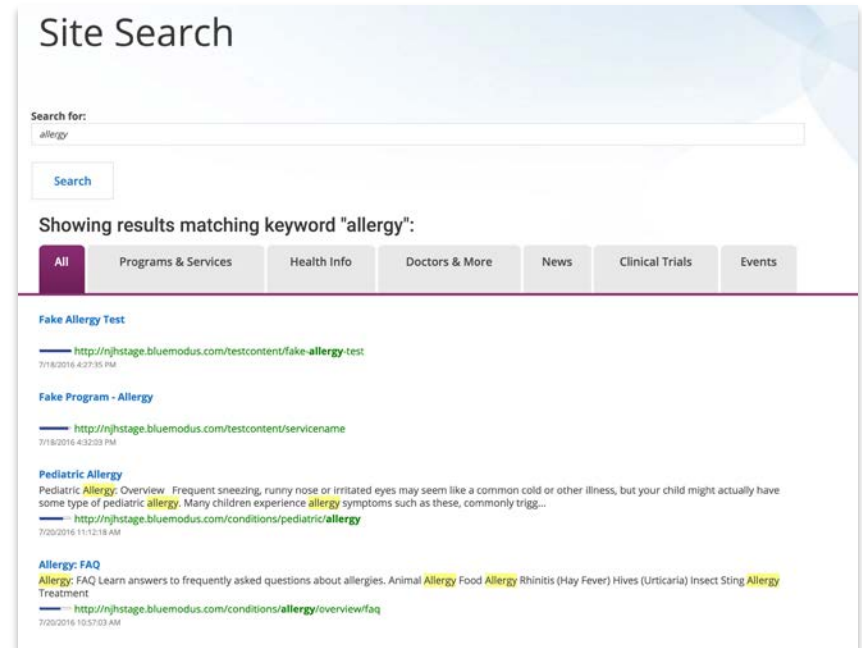 Site Search
Search for:
allergy
Search
Showing results matching keyword "allergy":
All Programs & Services Health Info Doctors & More News Clinical Trials Events
Fake Allergy Test
http://njhstage.bluemodus.com/testcontent/fake-allergy-test
7/18/2016 4:27:35 PM
Fake Program - Allergy
http://njhstage.bluemodus.com/testcontent/servicename
7/18/2016 4:32:03 PM
Pediatric Allergy
Pediatric Allergy: Overview Frequent sneezing, runny nose or irritated eyes may seem like a common cold or other illness, but your child might actually have
some type of pediatric allergy. Many children experience allergy symptoms such as these, commonly trigg...
http://njhstage.bluemodus.com/conditions/pediatric/allergy
7/20/2016 11:12:18 AM
Allergy: FAQ
Allergy: FAQ Learn answers to frequently asked questions about allergies. Animal Allergy Food Allergy Rhinitis (Hay Fever) Hives (Urticaria) Insect Sting Allergy
Treatment
http://njhstage.bluemodus.com/conditions/allergy/overview/faq
7/20/2016 10:57:03 AM